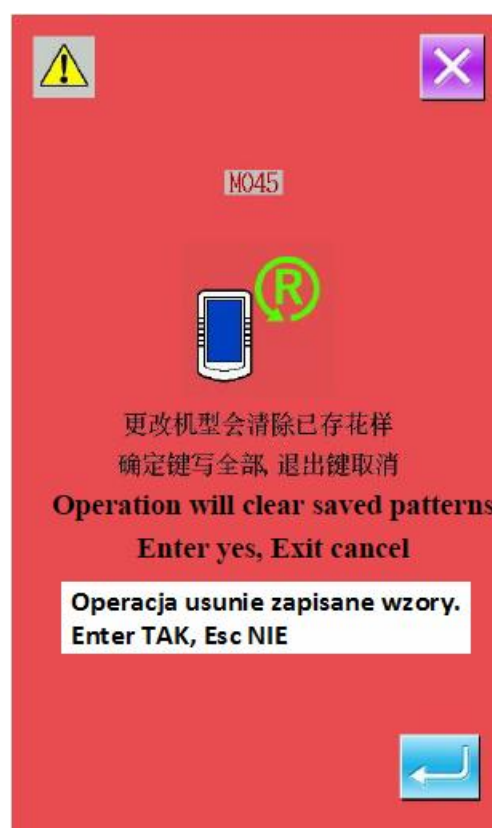 M045
R
更改机型会清除已存花样
确定键写全部, 退出键取消
Operation will clear saved patterns
Enter yes, Exit cancel
Operacja usunie zapisane wzory.
Enter TAK, Esc NIE